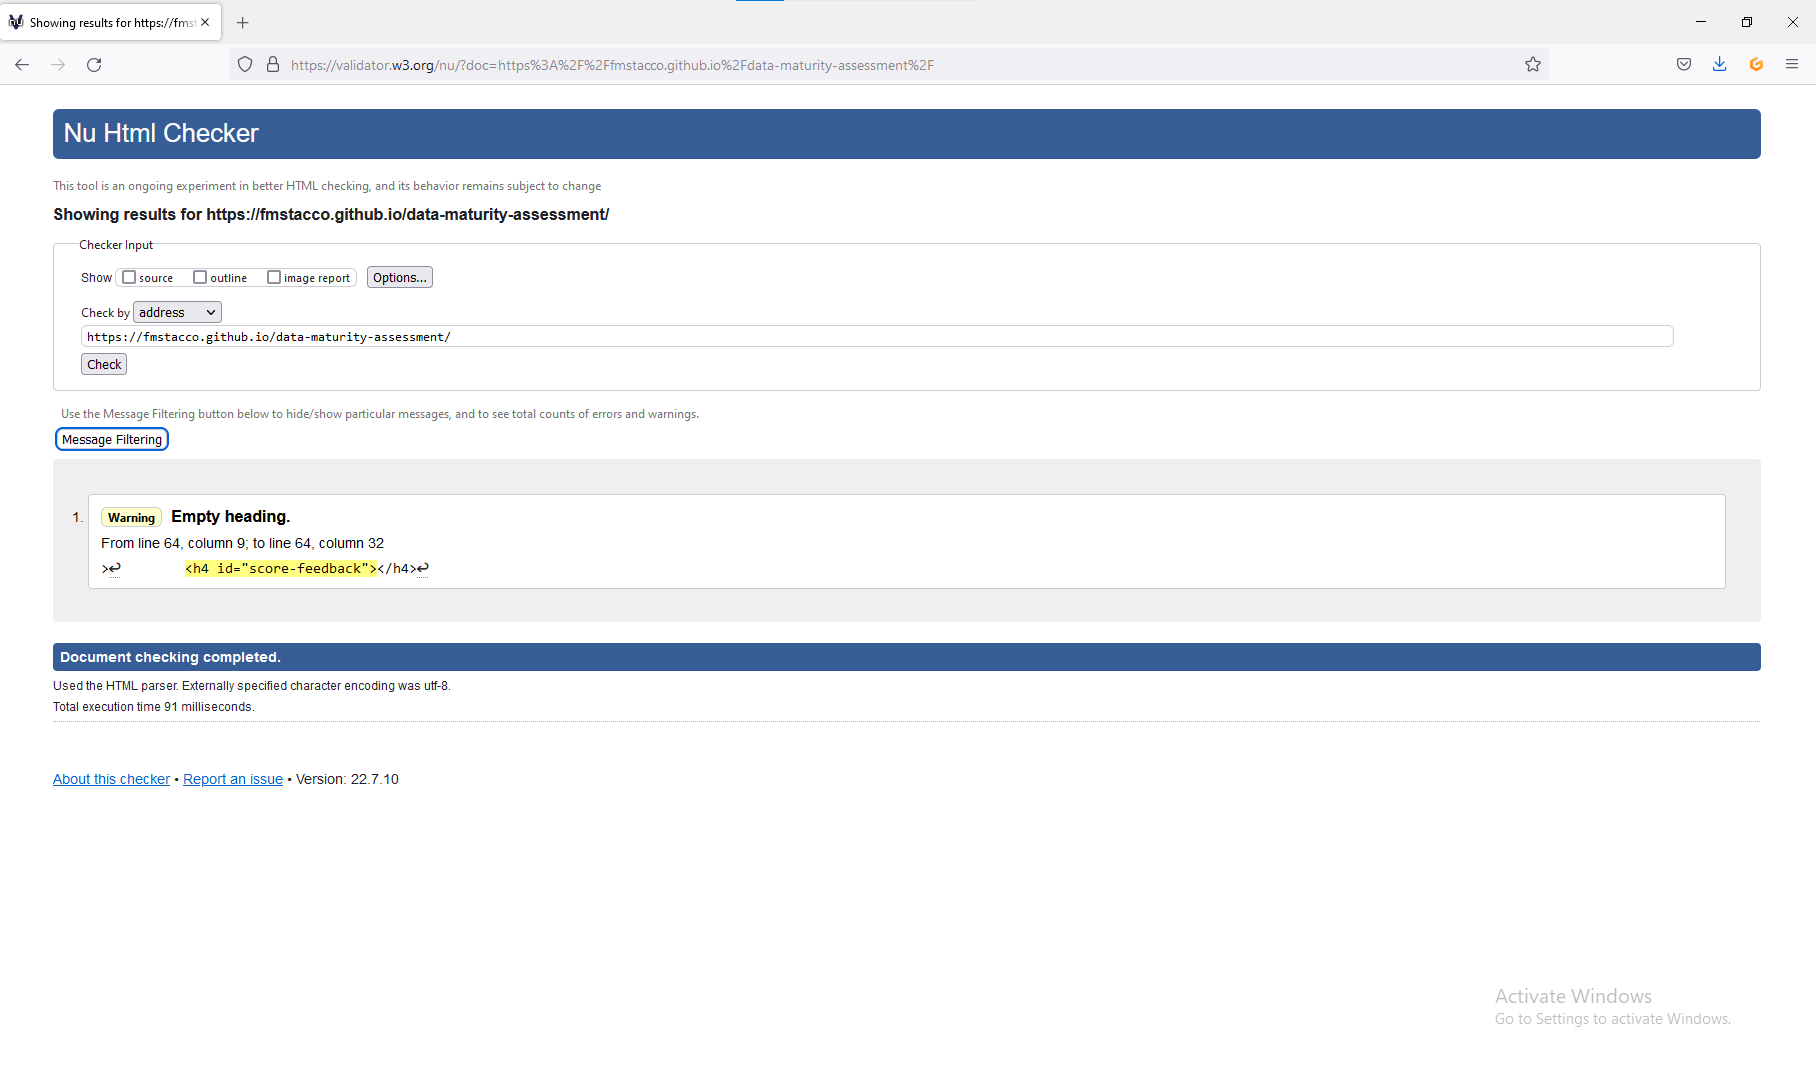 Showing results for https://fmst
https://validator.w3.org/nu/?doc=https%3A%2F%2Ffmstacco.github.io%2Fdata-maturity-assessment%2F
Nu Html Checker
This tool is an ongoing experiment in better HTML checking, and its behavior remains subject to change
Showing results for https://fmstacco.github.io/data-maturity-assessment/
Checker Input
Show source outline image report Options...
Check by address
https://fmstacco.github.io/data-maturity-assessment/
Check
Use the Message Filtering button below to hide/show particular messages, and to see total counts of errors and warnings.
Message Filtering
1. Warning Empty heading.
From line 64, column 9; to line 64, column 32
>↩ <h4 id="score-feedback"></h4>↩
Document checking completed.
Used the HTML parser. Externally specified character encoding was utf-8.
Total execution time 91 milliseconds.
About this checker • Report an issue • Version: 22.7.10
Activate Windows
Go to Settings to activate Windows.